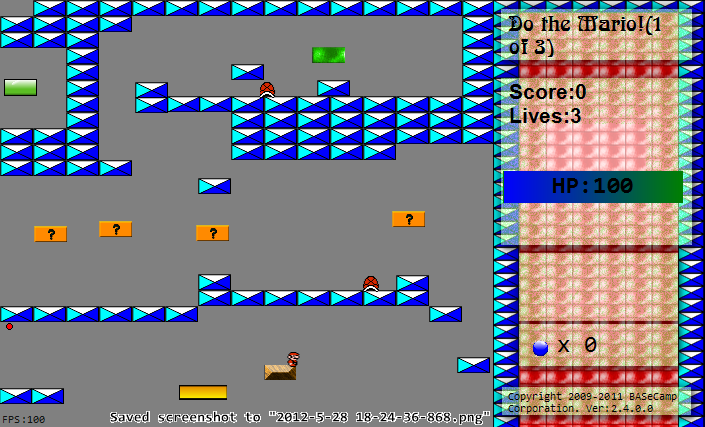 Do the Mario!(1
of 3)
Score:0
Lives:3
HP:100
?
?
?
?
x 0
Copyright 2009-2011 BASeCamp
Corporation. Ver:2.4.0.0
FPS:100
Saved screenshot to "2012-5-28 18-24-36-868.png"